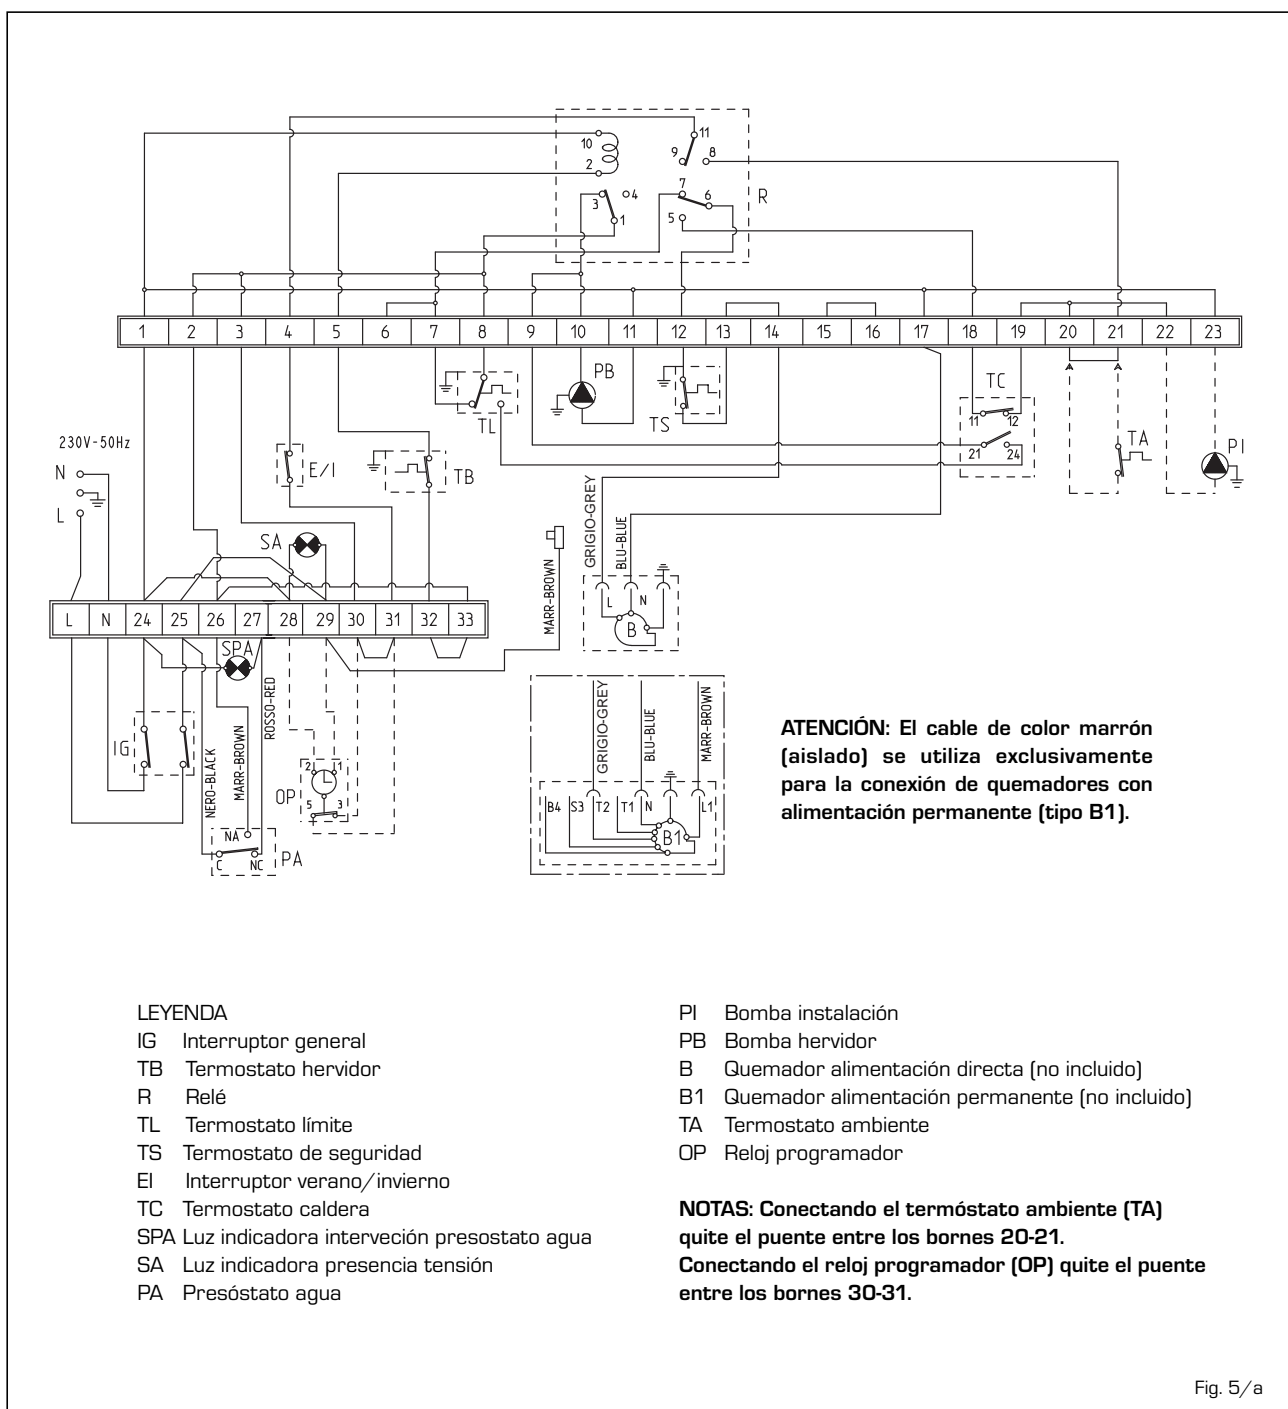 11
10
9
8
2
7
6
R
3
4
5
1
1 2 3 4 5 6 7 8 9 10 11 12 13 14 15 16 17 18 19 20 21 22 23
PB
TC
TL
TS
11
12
21
24
TA
PI
230V-50Hz
N
L
E/I
TB
SA
MARR-BROWN
GRIGIO-GREY
BLU-BLUE
L N
B
L N 24 25 26 27 28 29 30 31 32 33
SPA
IG
NERO-BLACK
MARR-BROWN
ROSSO-RED
2 1
OP
5 3
NA
C NC
PA
GRIGIO-GREY
BLU-BLUE
MARR-BROWN
B4 S3 T2 T1 N L1
B1
ATENCIÓN: El cable de color marrón
(aislado) se utiliza exclusivamente
para la conexión de quemadores con
alimentación permanente (tipo B1).
LEYENDA
IG Interruptor general
TB Termostato hervidor
R Relé
TL Termostato límite
TS Termostato de seguridad
EI Interruptor verano/invierno
TC Termostato caldera
SPA Luz indicadora interveción presostato agua
SA Luz indicadora presencia tensión
PA Presóstato agua
PI Bomba instalación
PB Bomba hervidor
B Quemador alimentación directa (no incluido)
B1 Quemador alimentación permanente (no incluido)
TA Termostato ambiente
OP Reloj programador
NOTAS: Conectando el termóstato ambiente (TA)
quite el puente entre los bornes 20-21.
Conectando el reloj programador (OP) quite el puente
entre los bornes 30-31.
Fig. 5/a